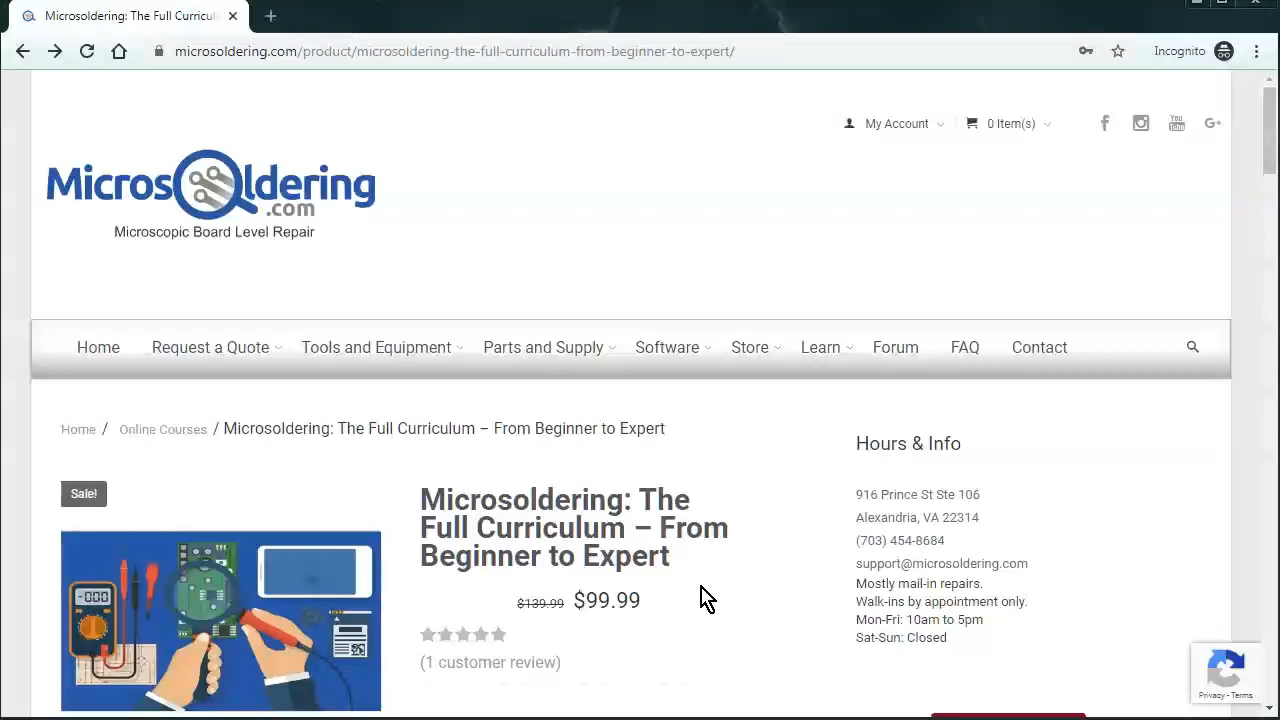 Microsoldering: The Full Curricul
microsoldering.com/product/microsoldering-the-full-curriculum-from-beginner-to-expert/
Incognito
My Account
0 Item(s)
You Tube
G+
Microsoldering
.com
Microscopic Board Level Repair
Home Request a Quote Tools and Equipment Parts and Supply Software Store Learn Forum FAQ Contact
Home / Online Courses / Microsoldering: The Full Curriculum – From Beginner to Expert
Sale!
Microsoldering: The
Full Curriculum – From
Beginner to Expert
$139.99 $99.99
(1 customer review)
Hours & Info
916 Prince St Ste 106
Alexandria, VA 22314
(703) 454-8684
support@microsoldering.com
Mostly mail-in repairs.
Walk-ins by appointment only.
Mon-Fri: 10am to 5pm
Sat-Sun: Closed
Privacy - Terms